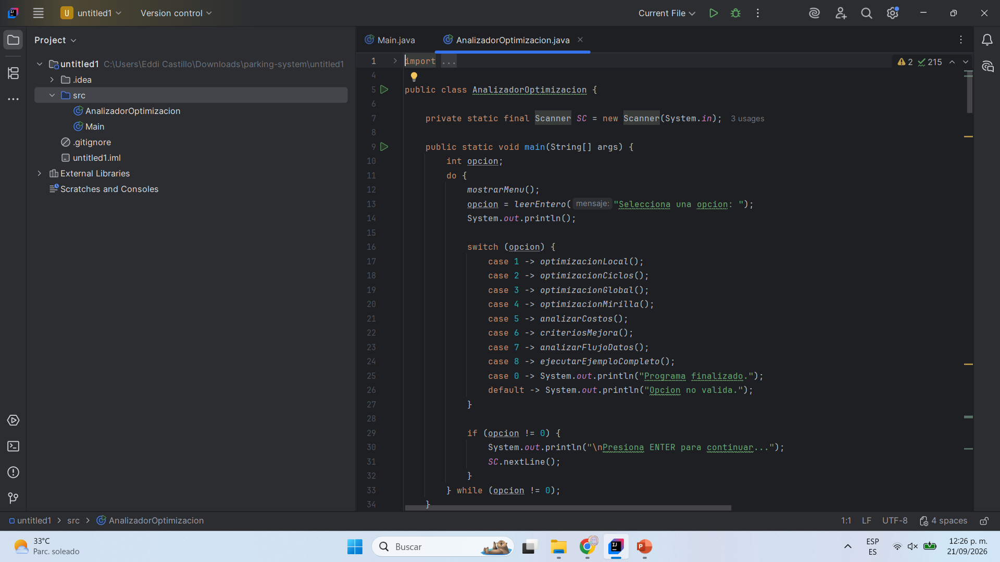 U untitled1 Version control Current File
Project
untitled1 C:\Users\Eddi Castillo\Downloads\parking-system\untitled1
.idea
src
AnalizadorOptimizacion
Main
.gitignore
untitled1.iml
External Libraries
Scratches and Consoles
Main.java AnalizadorOptimizacion.java
2 215
1 import ...
4
5 public class AnalizadorOptimizacion {
6
7 private static final Scanner SC = new Scanner(System.in); 3 usages
8
9 public static void main(String[] args) {
10 int opcion;
11 do {
12 mostrarMenu();
13 opcion = leerEntero( mensaje: "Selecciona una opcion: ");
14 System.out.println();
15
16 switch (opcion) {
17 case 1 -> optimizacionLocal();
18 case 2 -> optimizacionCiclos();
19 case 3 -> optimizacionGlobal();
20 case 4 -> optimizacionMirilla();
21 case 5 -> analizarCostos();
22 case 6 -> criteriosMejora();
23 case 7 -> analizarFlujoDatos();
24 case 8 -> ejecutarEjemploCompleto();
25 case 0 -> System.out.println("Programa finalizado.");
26 default -> System.out.println("Opcion no valida.");
27 }
28
29 if (opcion != 0) {
30 System.out.println("\nPresiona ENTER para continuar...");
31 SC.nextLine();
32 }
33 } while (opcion != 0);
34 }
untitled1 > src > AnalizadorOptimizacion
1:1 LF UTF-8 4 spaces
33°C
Parc. soleado
Buscar
ESP
ES
12:26 p. m.
21/09/2026